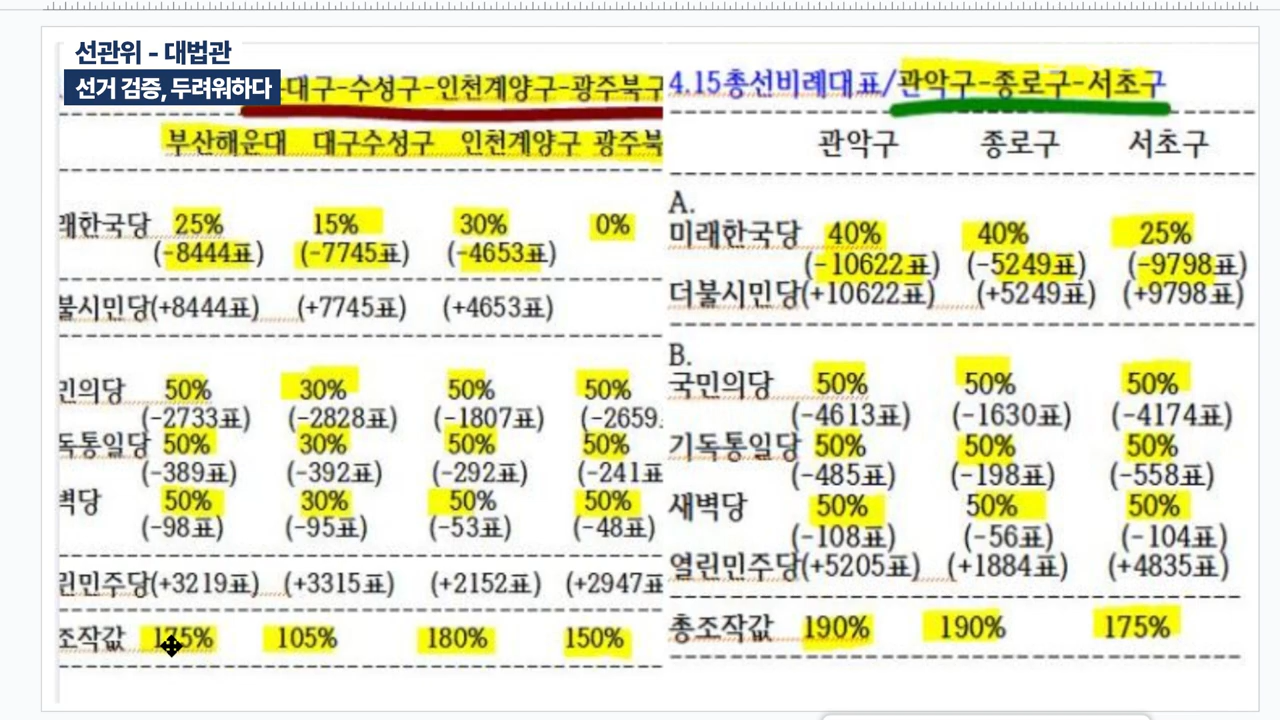 선관위 - 대법관
선거 검증, 두려워하다
-대구-수성구-인천계양구-광주북구
부산해운대 대구수성구 인천계양구 광주북
래한국당 25% 15% 30% 0%
(-8444표) (-7745표) (-4653표)
불시민당(+8444표) (+7745표) (+4653표)
민의당 50% 30% 50% 50%
(-2733표) (-2828표) (-1807표) (-2659
독통일당 50% 30% 50% 50%
(-389표) (-392표) (-292표) (-241표
벽당 50% 30% 50% 50%
(-98표) (-95표) (-53표) (-48표)
린민주당(+3219표) (+3315표) (+2152표) (+2947표
조작값 175% 105% 180% 150%
4.15총선비례대표/관악구-종로구-서초구
관악구 종로구 서초구
A.
미래한국당 40% 40% 25%
(-10622표) (-5249표) (-9798표)
더불시민당(+10622표) (+5249표) (+9798표)
B.
국민의당 50% 50% 50%
(-4613표) (-1630표) (-4174표)
기독통일당 50% 50% 50%
(-485표) (-198표) (-558표)
새벽당 50% 50% 50%
(-108표) (-56표) (-104표)
열린민주당(+5205표) (+1884표) (+4835표)
총조작값 190% 190% 175%